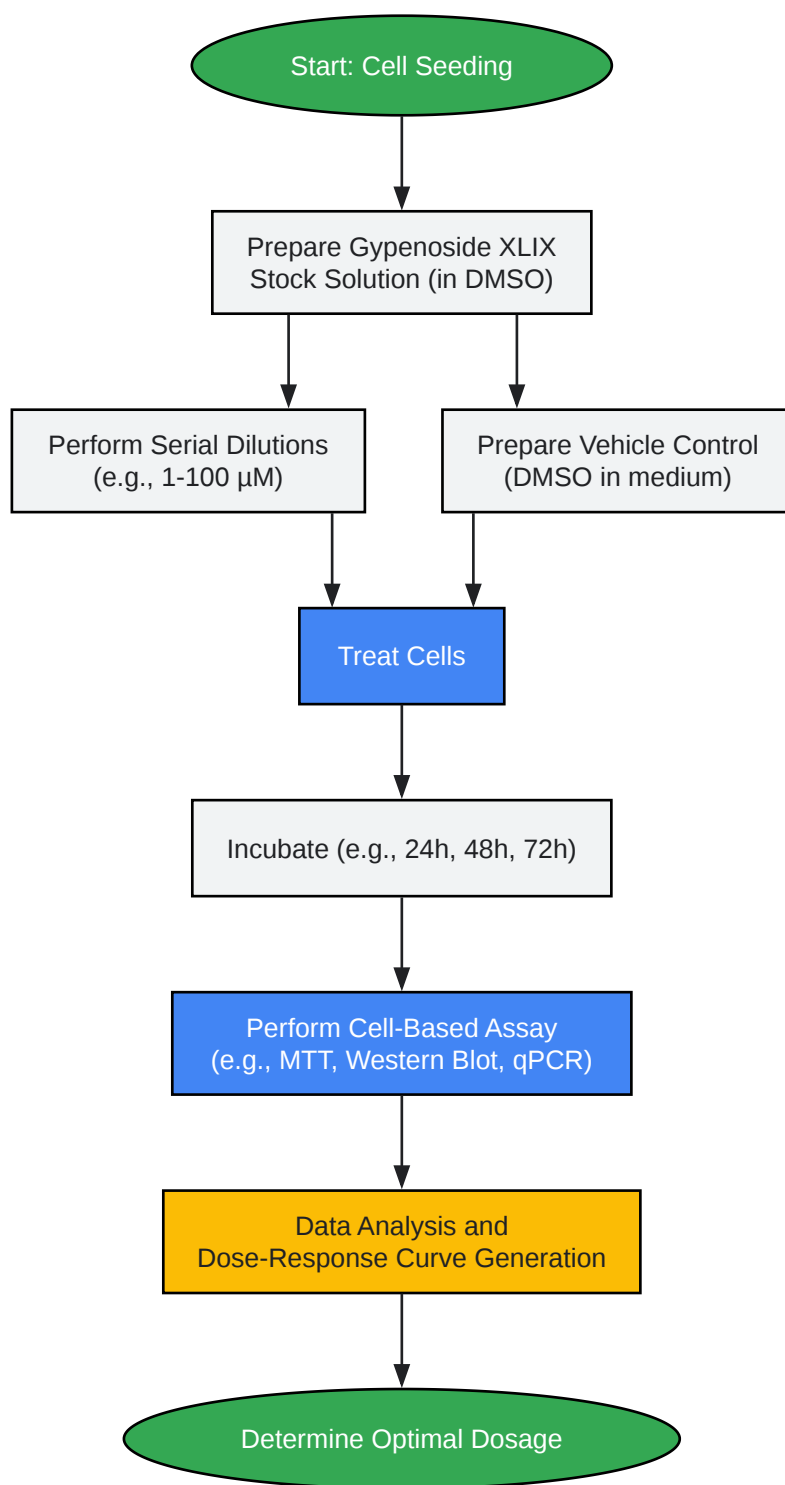 Start: Cell Seeding
Prepare Gypenoside XLIX
Stock Solution (in DMSO)
Perform Serial Dilutions
(e.g., 1-100 µM)
Prepare Vehicle Control
(DMSO in medium)
Treat Cells
Incubate (e.g., 24h, 48h, 72h)
Perform Cell-Based Assay
(e.g., MTT, Western Blot, qPCR)
Data Analysis and
Dose-Response Curve Generation
Determine Optimal Dosage